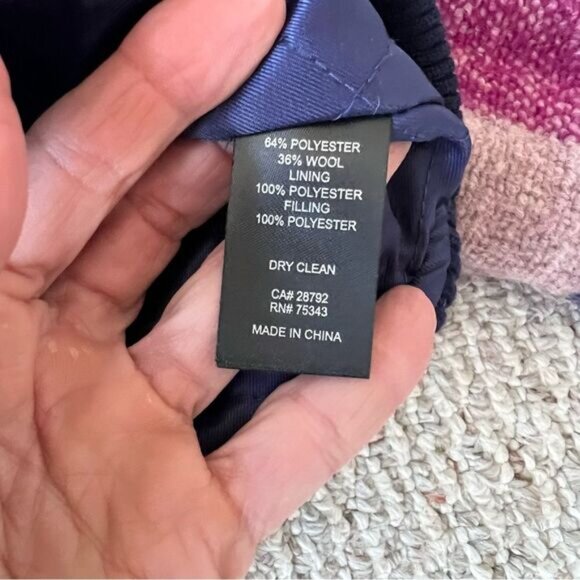 64% POLYESTER
36% WOOL
LINING
100% POLYESTER
FILLING
100% POLYESTER
DRY CLEAN
CA# 28792
RN# 75343
MADE IN CHINA